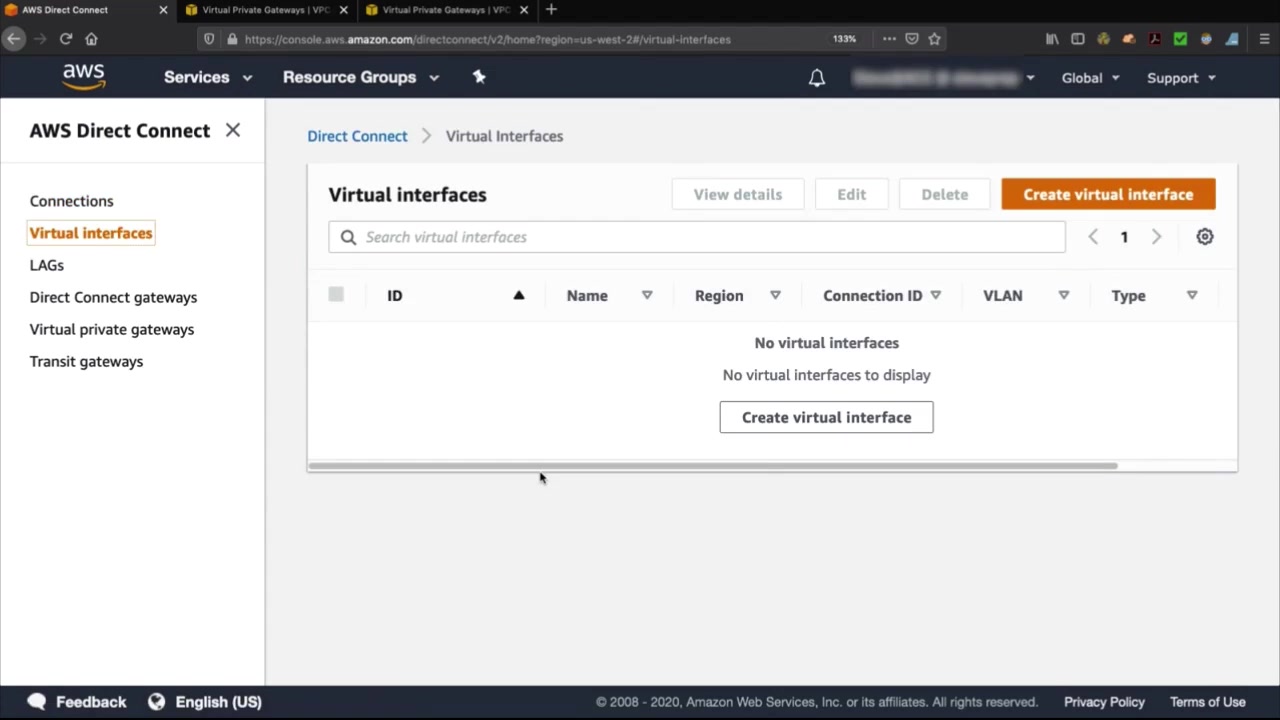 AWS Direct Connect
Virtual Private Gateways | VPC
Virtual Private Gateways | VPC
https://console.aws.amazon.com/directconnect/v2/home?region=us-west-2#/virtual-interfaces
133%
aws
Services
Resource Groups
Global
Support
AWS Direct Connect
Connections
Virtual interfaces
LAGs
Direct Connect gateways
Virtual private gateways
Transit gateways
Direct Connect > Virtual Interfaces
Virtual interfaces
View details
Edit
Delete
Create virtual interface
Search virtual interfaces
1
ID
Name
Region
Connection ID
VLAN
Type
No virtual interfaces
No virtual interfaces to display
Create virtual interface
Feedback
English (US)
© 2008 - 2020, Amazon Web Services, Inc. or its affiliates. All rights reserved.
Privacy Policy
Terms of Use